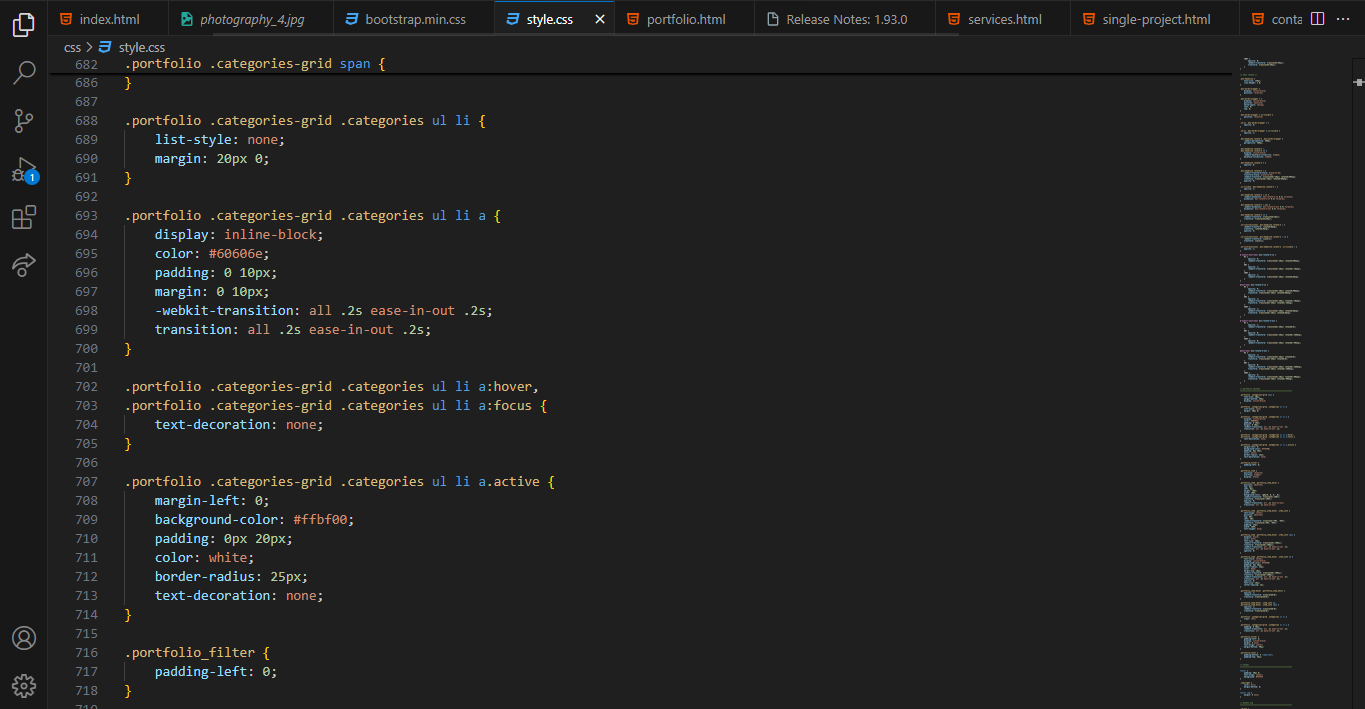 index.html photography_4.jpg bootstrap.min.css style.css portfolio.html Release Notes: 1.93.0 services.html single-project.html conta
css > style.css
682 .portfolio .categories-grid span {
686 }
687
688 .portfolio .categories-grid .categories ul li {
689 list-style: none;
690 margin: 20px 0;
691 }
692
693 .portfolio .categories-grid .categories ul li a {
694 display: inline-block;
695 color: #60606e;
696 padding: 0 10px;
697 margin: 0 10px;
698 -webkit-transition: all .2s ease-in-out .2s;
699 transition: all .2s ease-in-out .2s;
700 }
701
702 .portfolio .categories-grid .categories ul li a:hover,
703 .portfolio .categories-grid .categories ul li a:focus {
704 text-decoration: none;
705 }
706
707 .portfolio .categories-grid .categories ul li a.active {
708 margin-left: 0;
709 background-color: #ffbf00;
710 padding: 0px 20px;
711 color: white;
712 border-radius: 25px;
713 text-decoration: none;
714 }
715
716 .portfolio_filter {
717 padding-left: 0;
718 }
1